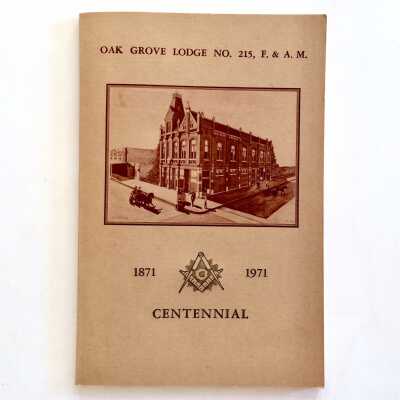 OAK GROVE LODGE NO. 215, F. & A. M.
1871 G 1971
CENTENNIAL